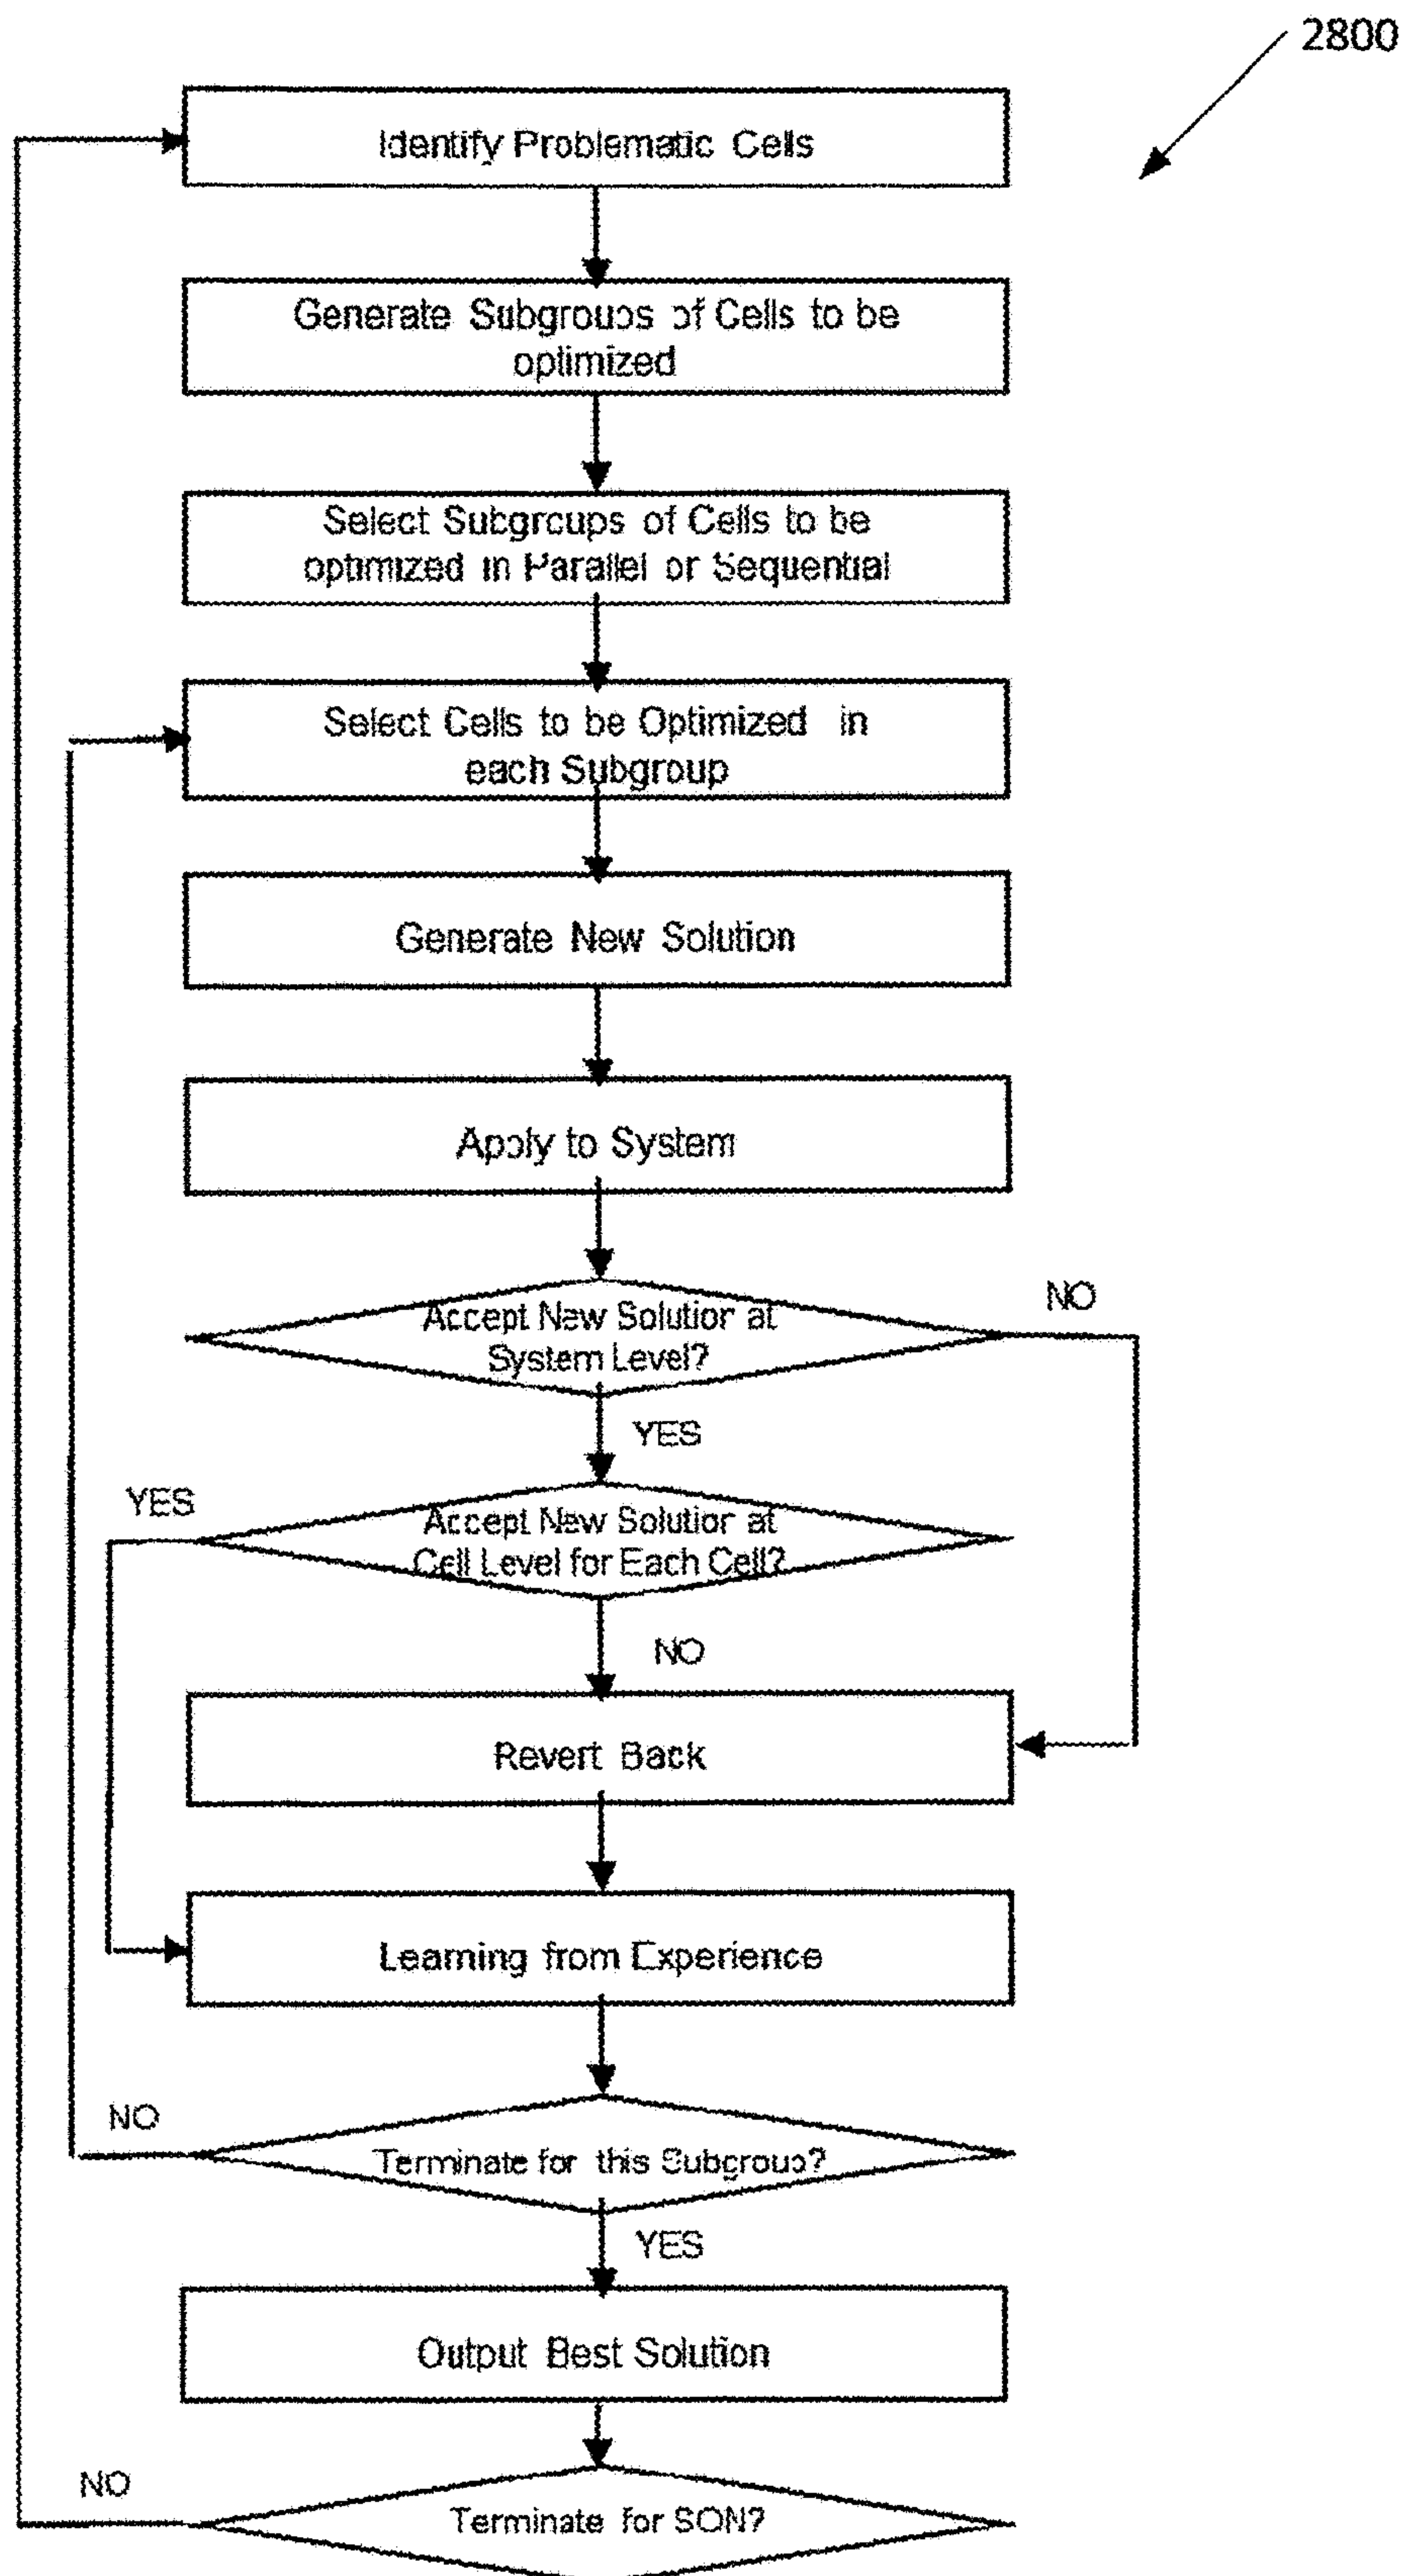 2800
Identify Problematic Cells
Generate Subgroups of Cells to be
optimized
Select Subgroups of Cells to be
optimized in Parallel or Sequential
Select Cells to be Optimized in
each Subgroup
Generate New Solution
Apply to System
Accept New Solution at
System Level?
NO
YES
Accept New Solution at
Cell Level for Each Cell?
YES
NO
Revert Back
Learning from Experience
Terminate for this Subgroup?
NO
YES
Output Best Solution
Terminate for SON?
NO